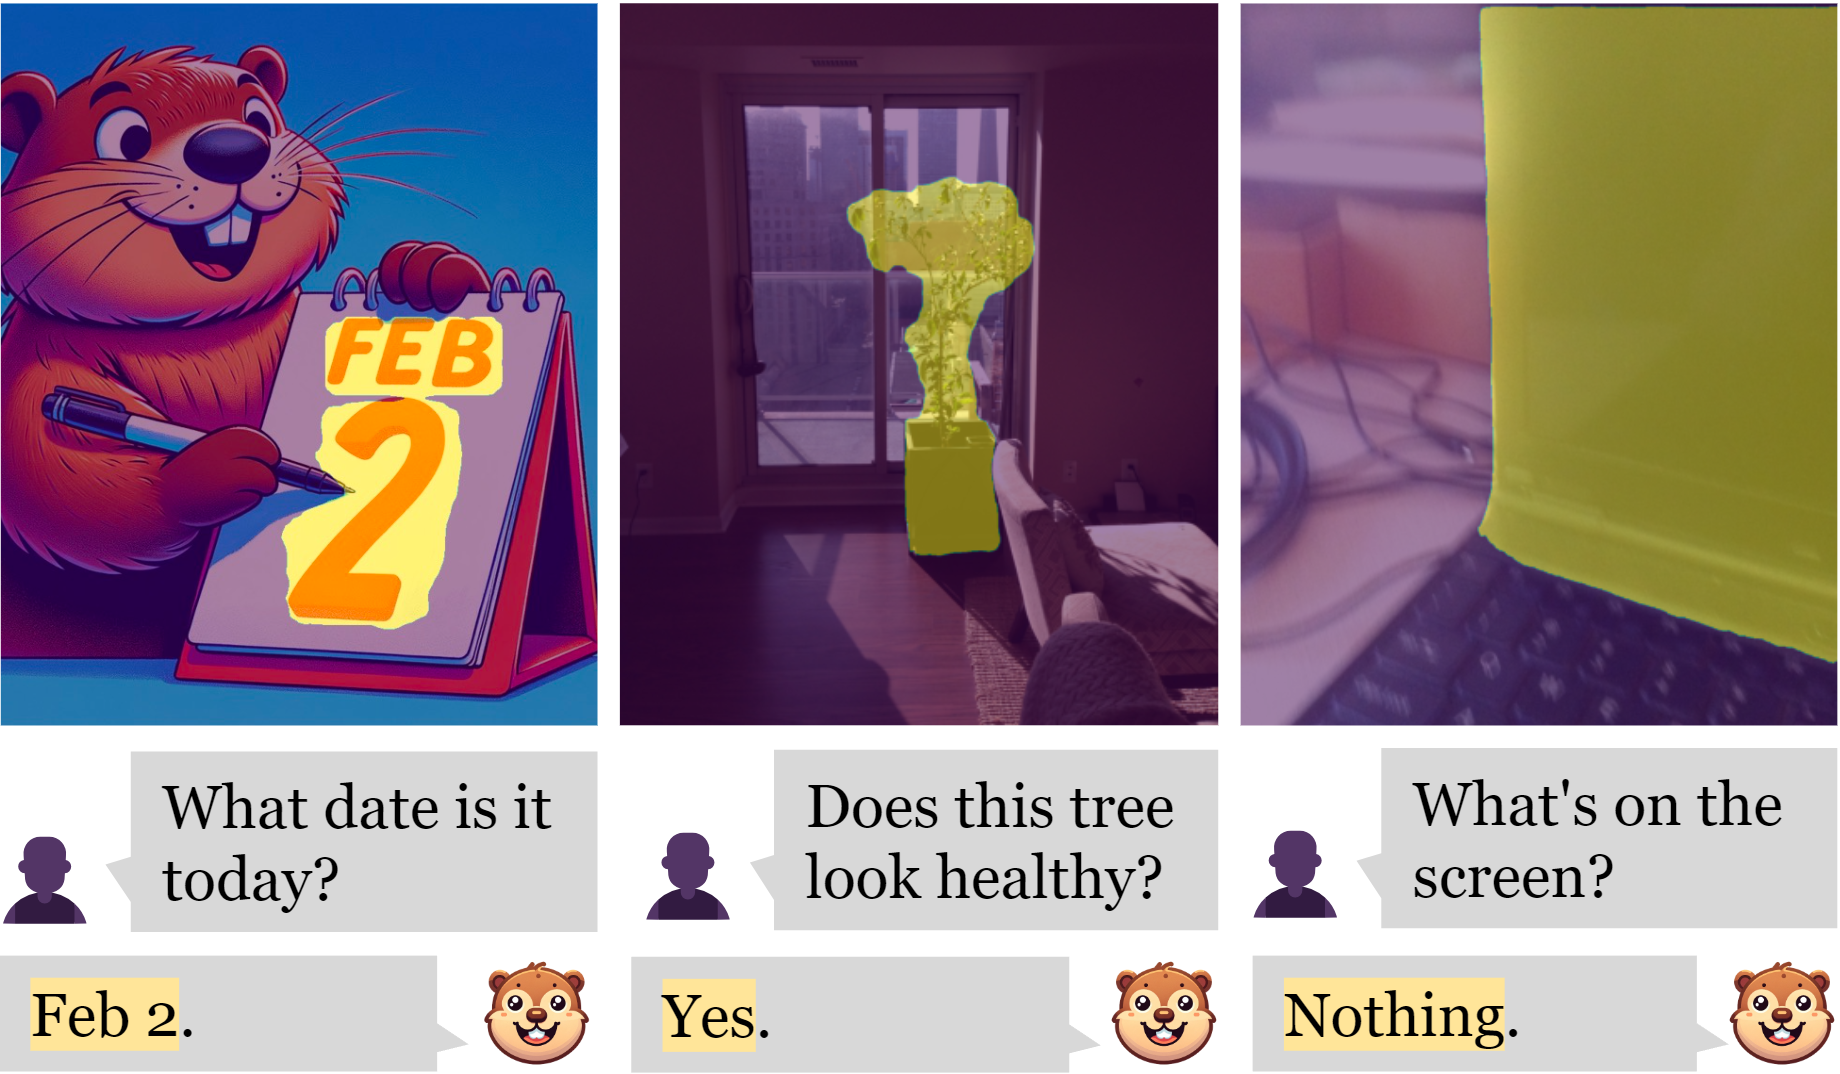 FEB
2
What date is it
today?
Feb 2.
Does this tree
look healthy?
Yes.
What's on the
screen?
Nothing.